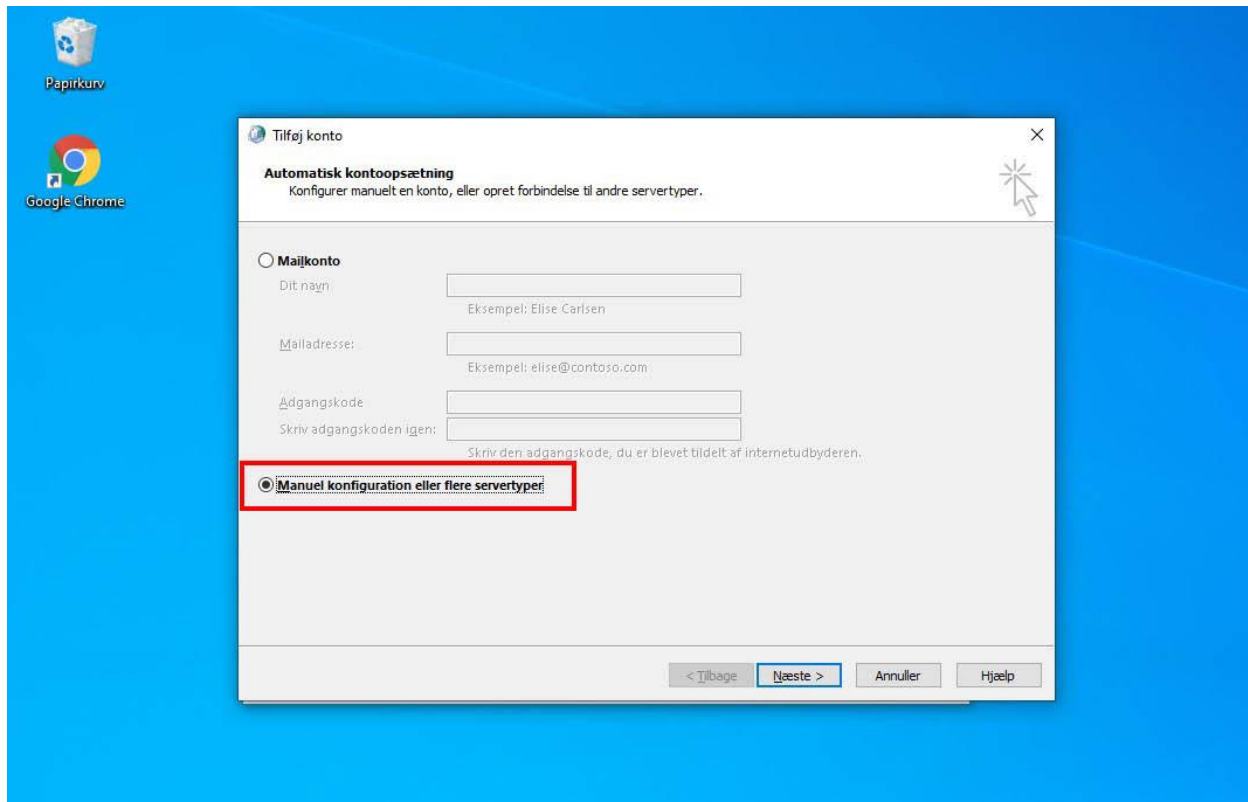 Papirkurv
Google Chrome
Tilføj konto
Automatisk kontoopsætning
Konfigurer manuelt en konto, eller opret forbindelse til andre servertyper.
Mailkonto
Dit navn
Eksempel: Elise Carlsen
Mailadresse:
Eksempel: elise@contoso.com
Adgangskode
Skriv adgangskoden igen:
Skriv den adgangskode, du er blevet tildelt af internetudbyderen.
Manuel konfiguration eller flere servertyper
< Tilbage Næste > Annuller Hjælp